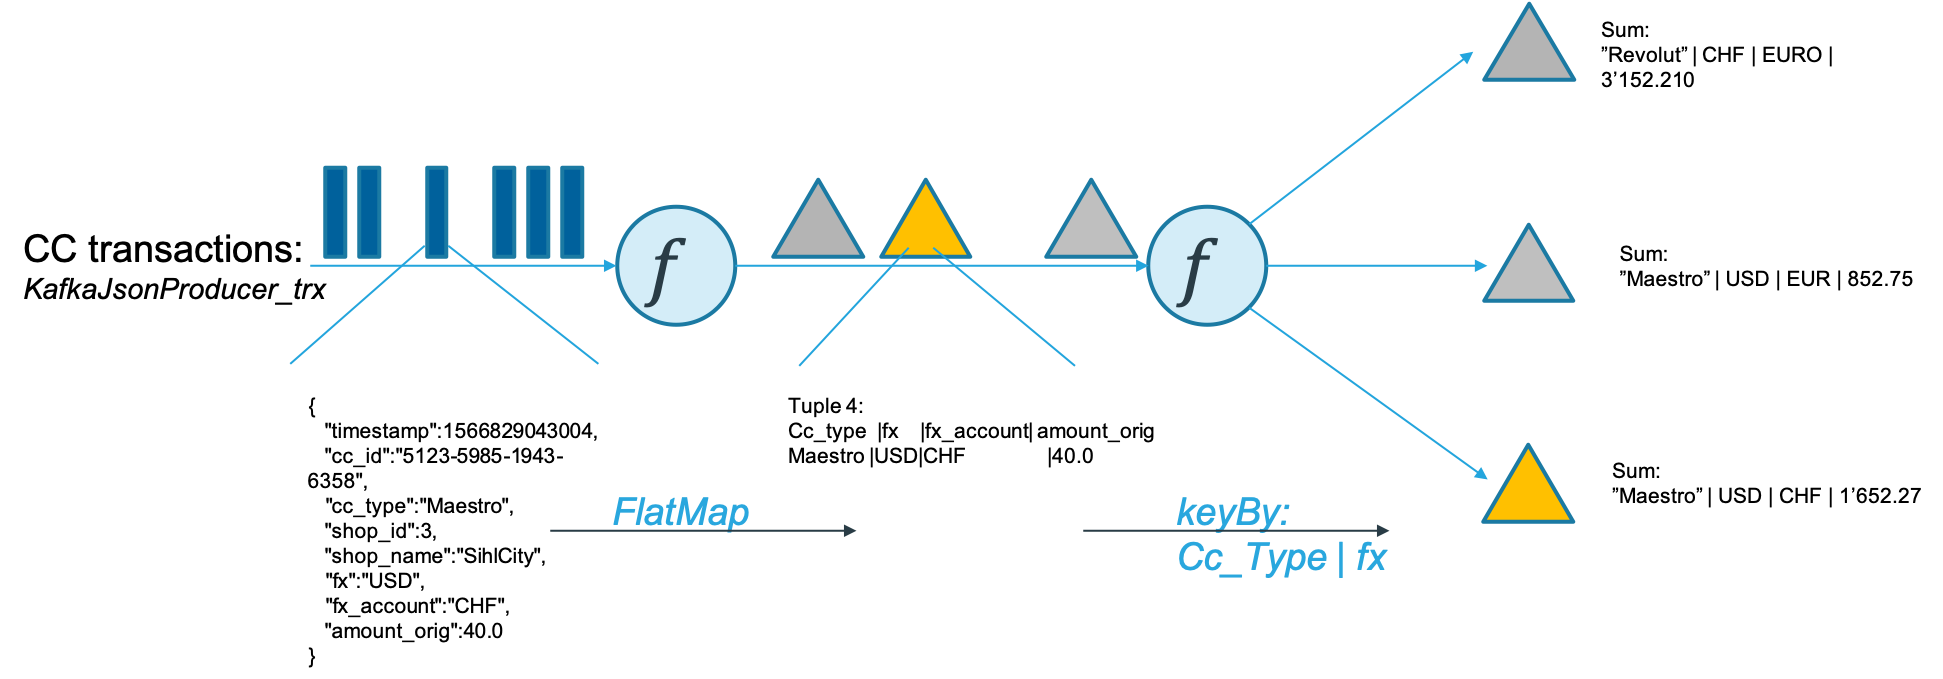 Sum:
”Revolut” | CHF | EURO |
3’152.210
CC transactions:
KafkaJsonProducer_trx
f
f
Sum:
”Maestro” | USD | EUR | 852.75
{
"timestamp":1566829043004,
"cc_id":"5123-5985-1943-
6358",
"cc_type":"Maestro",
"shop_id":3,
"shop_name":"SihlCity",
"fx":"USD",
"fx_account":"CHF",
"amount_orig":40.0
}
FlatMap
Tuple 4:
Cc_type |fx |fx_account| amount_orig
Maestro |USD|CHF |40.0
keyBy:
Cc_Type | fx
Sum:
”Maestro” | USD | CHF | 1’652.27